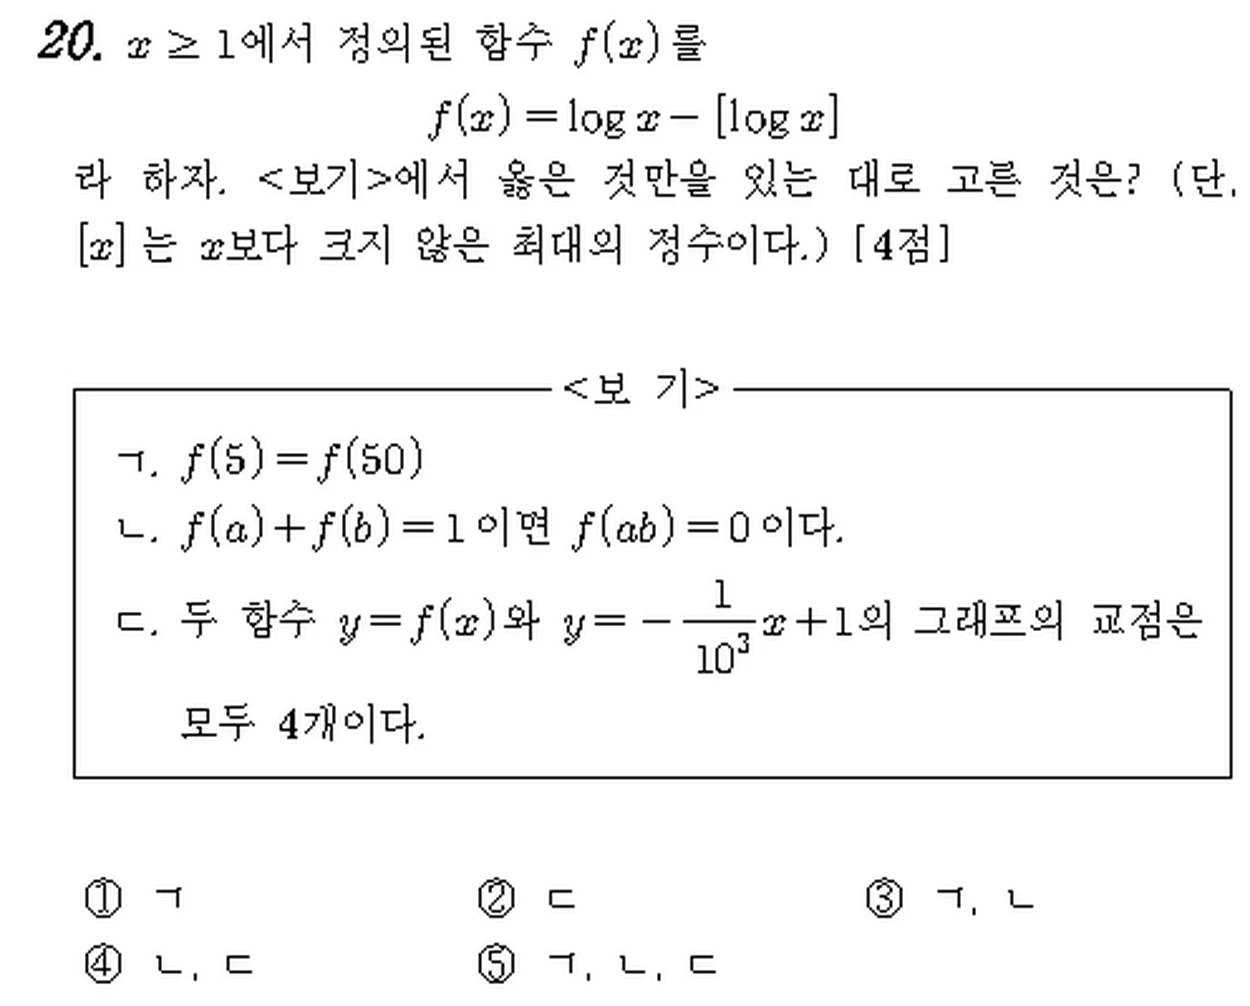 20. x ≥ 1에서 정의된 함수 f(x)를
f(x) = log x − [log x]
라 하자. <보기>에서 옳은 것만을 있는 대로 고른 것은? (단,
[x]는 x보다 크지 않은 최대의 정수이다.) [4점]
<보 기>
ㄱ. f(5) = f(50)
ㄴ. f(a) + f(b) = 1이면 f(ab) = 0이다.
ㄷ. 두 함수 y = f(x)와 y = −\frac{1}{10^3}x + 1의 그래프의 교점은
모두 4개이다.
① ㄱ ② ㄷ ③ ㄱ, ㄴ
④ ㄴ, ㄷ ⑤ ㄱ, ㄴ, ㄷ